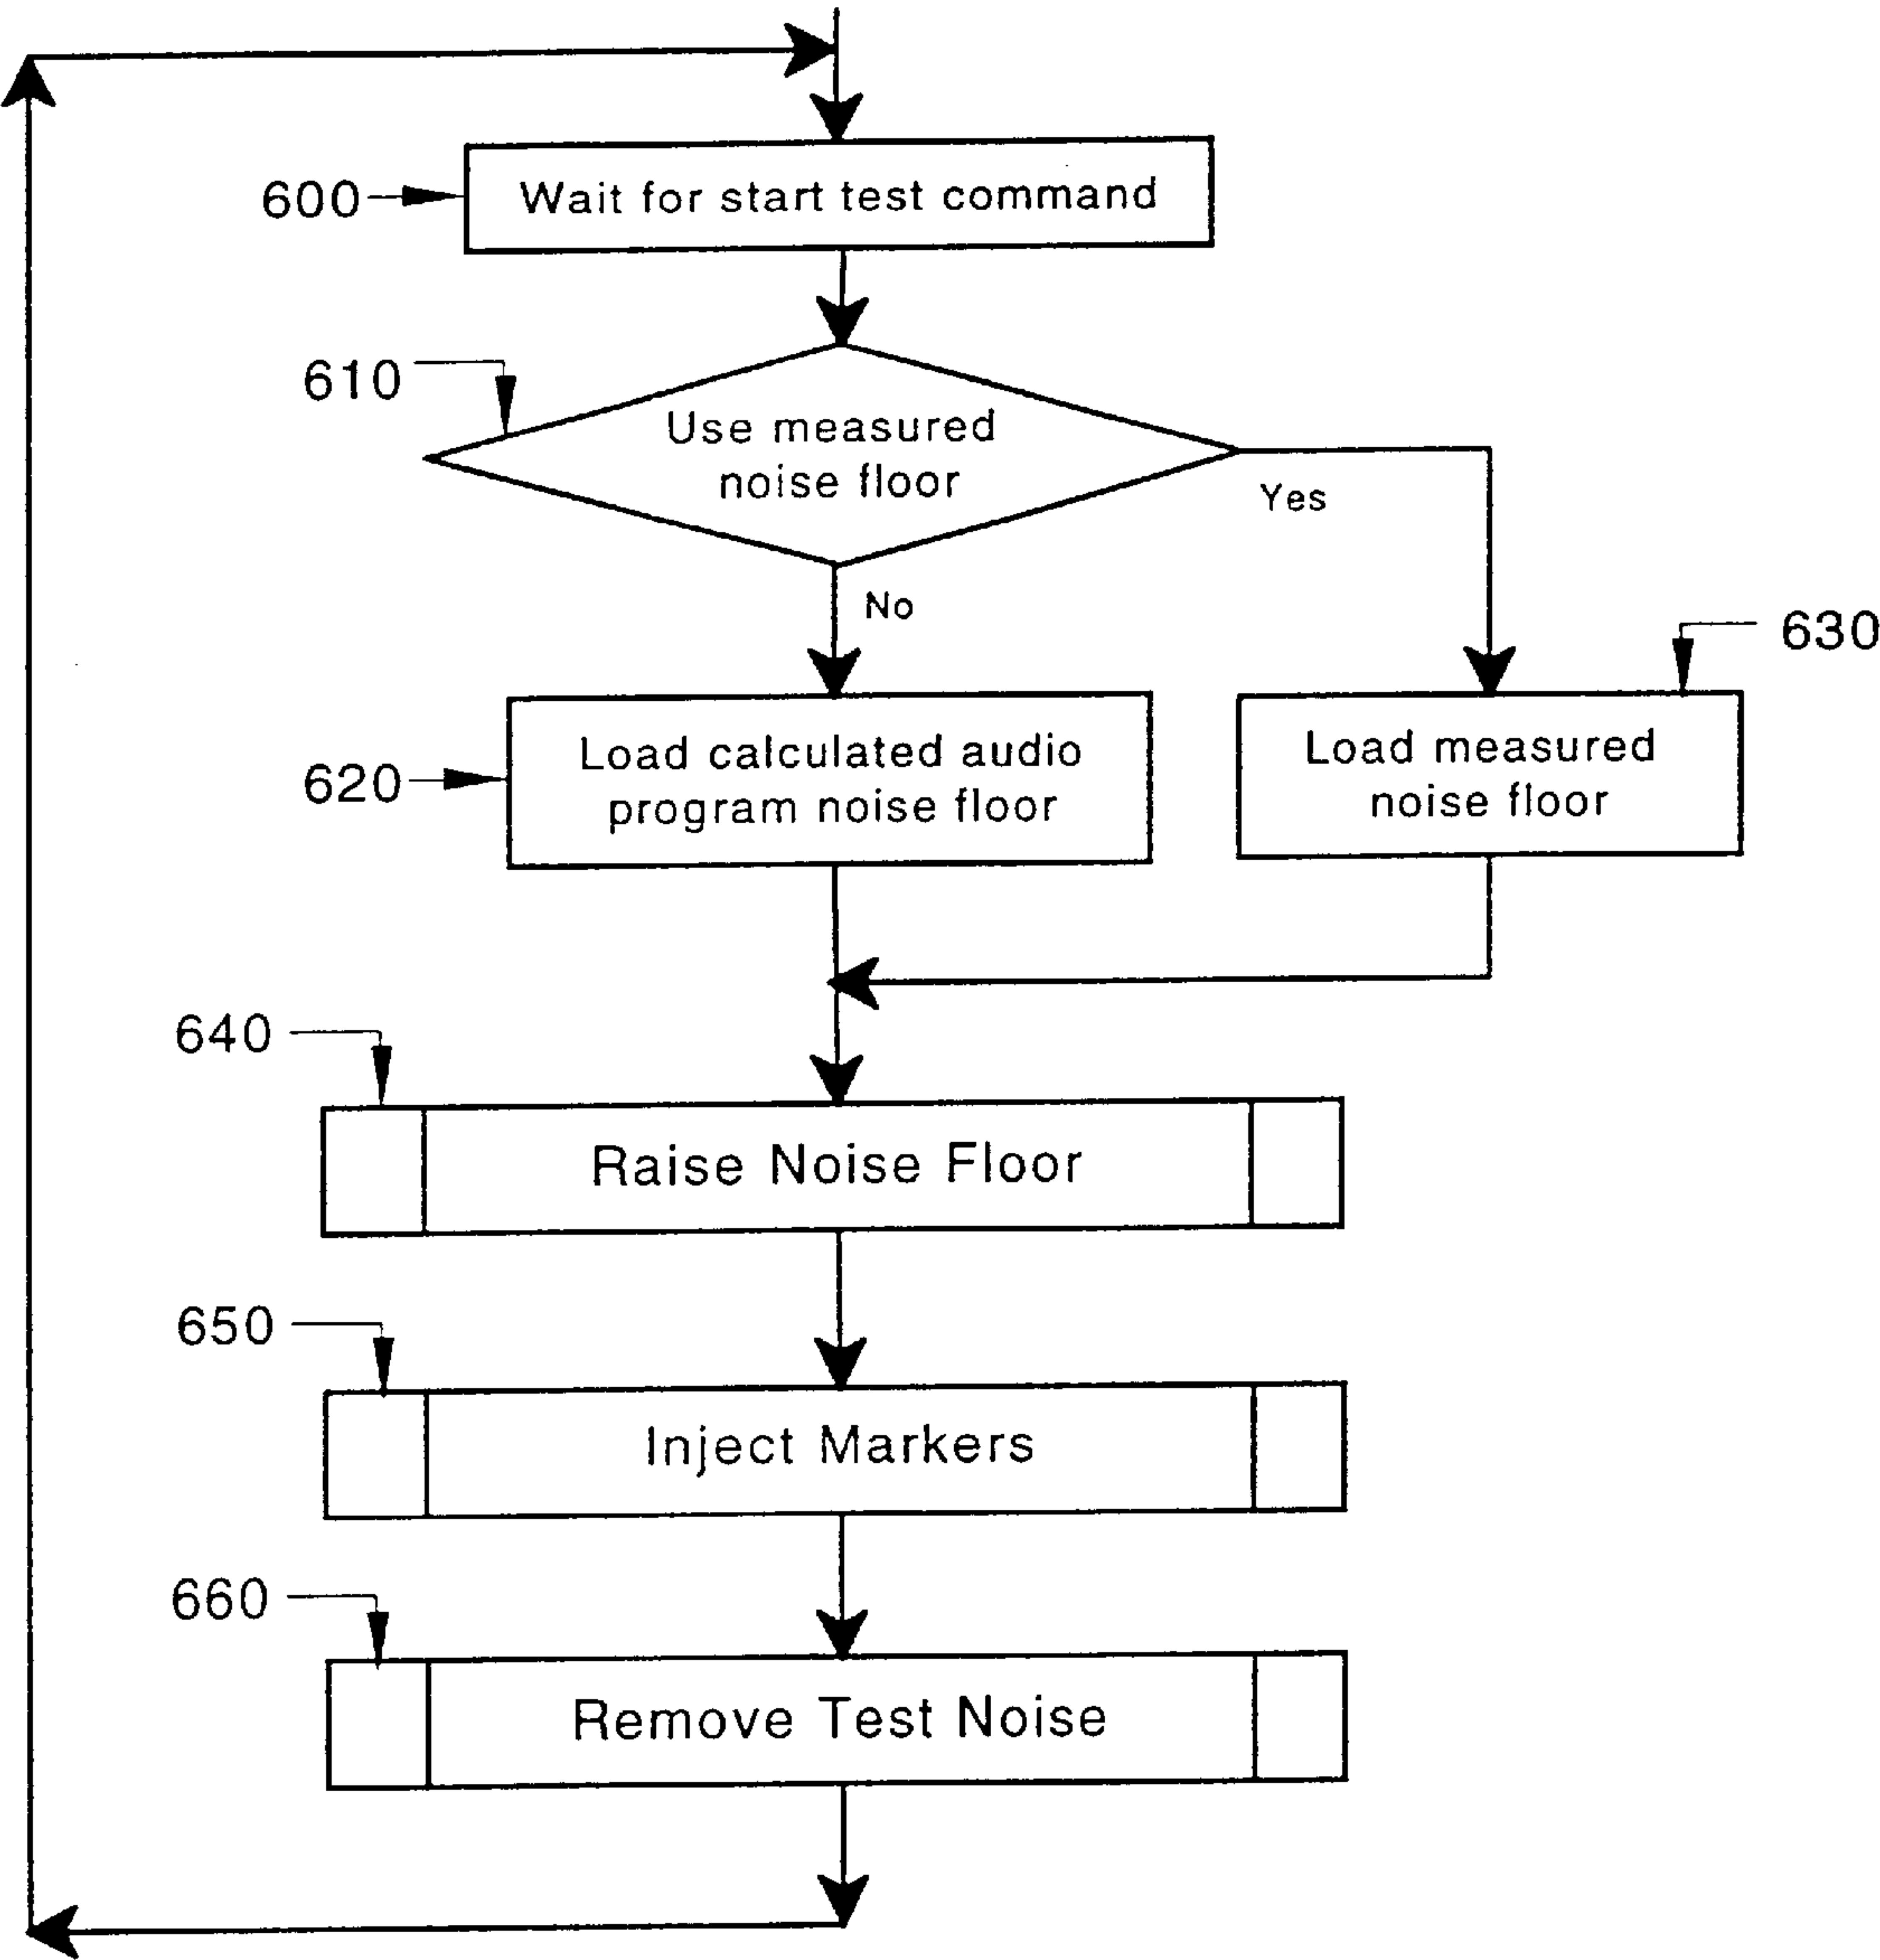 600
Wait for start test command
610
Use measured
noise floor
Yes
No
630
620
Load calculated audio
program noise floor
Load measured
noise floor
640
Raise Noise Floor
650
Inject Markers
660
Remove Test Noise